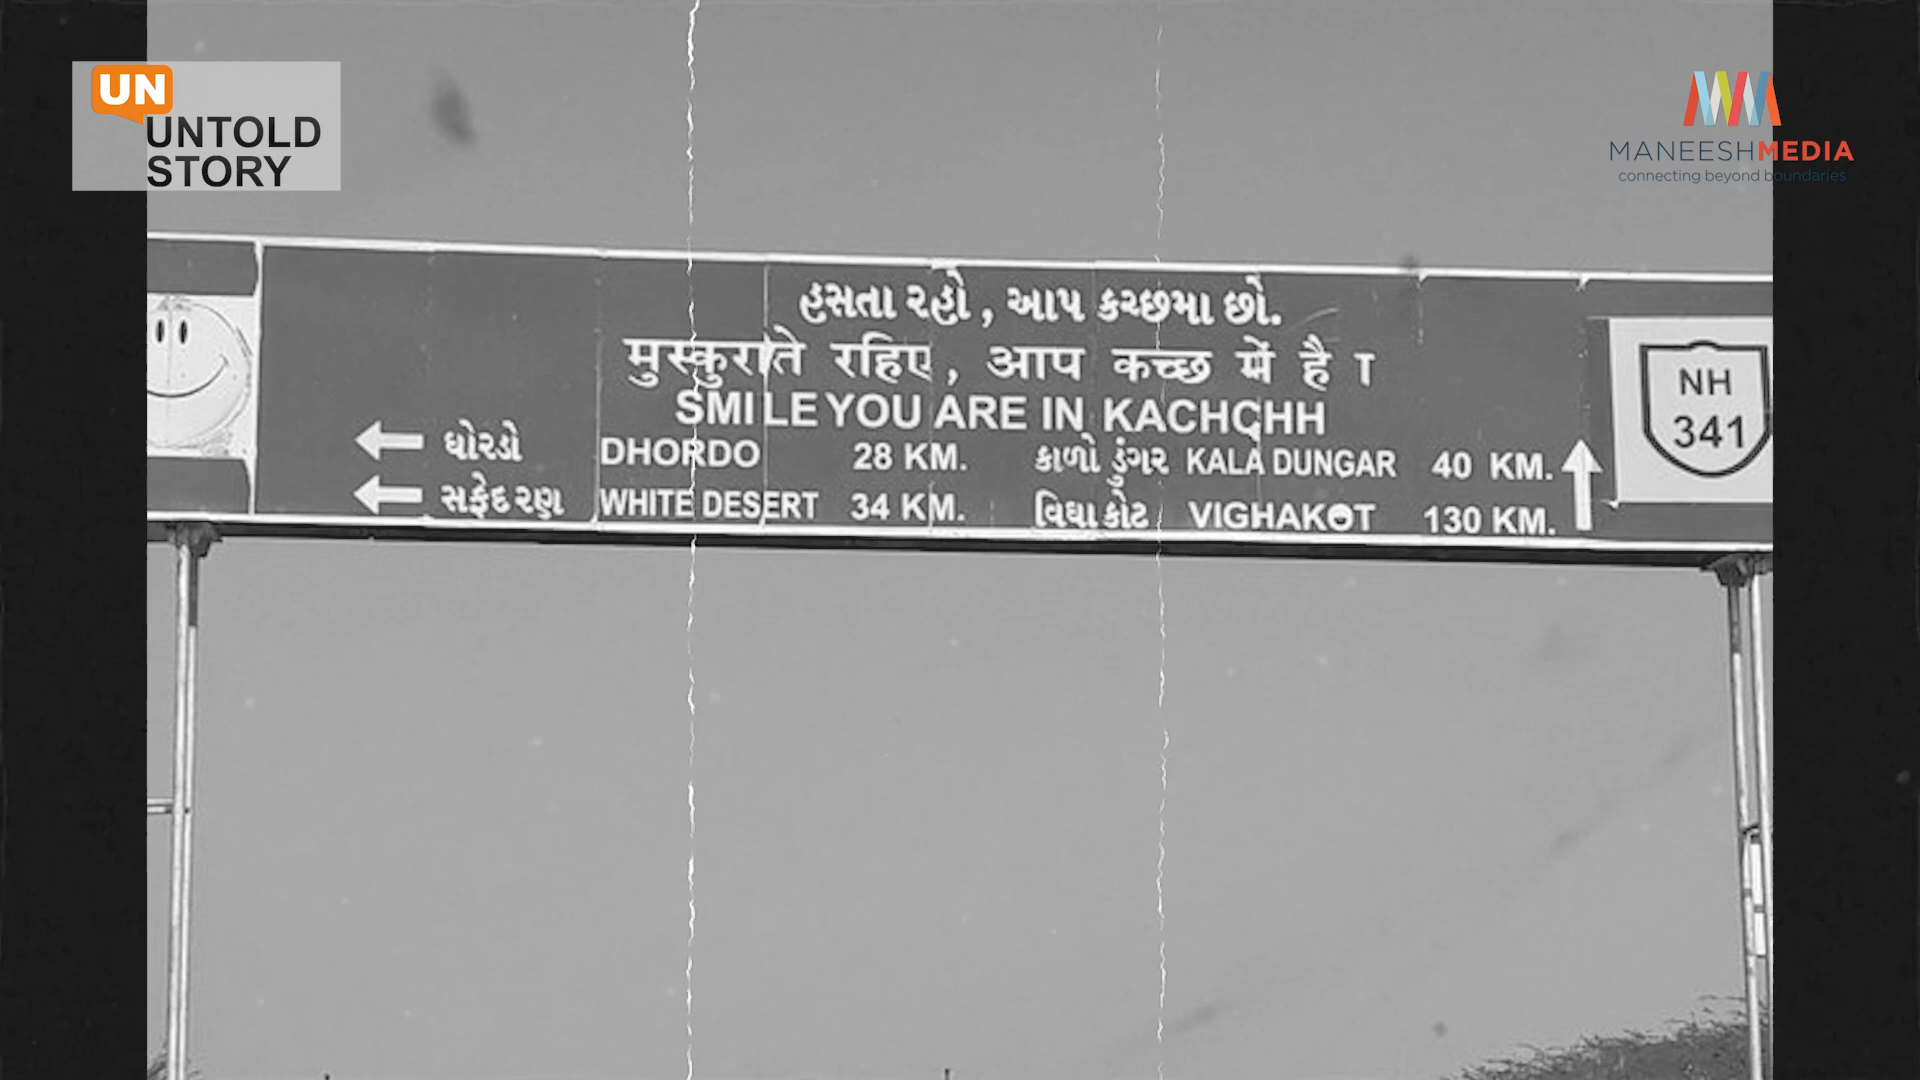 UN
UNTOLD
STORY
MANEESHMEDIA
connecting beyond boundaries
હસતા રહો, આપ કચ્છમા છો.
मुस्कुराते रहिए, आप कच्छ में है T
SMILE YOU ARE IN KACHCHH
← ધોરડો DHORDO 28 KM. કાળો ડુંગર KALA DUNGAR 40 KM.
← સફેદ રણ WHITE DESERT 34 KM. વિઘાકોટ VIGHAKOT 130 KM. ↑
NH
341